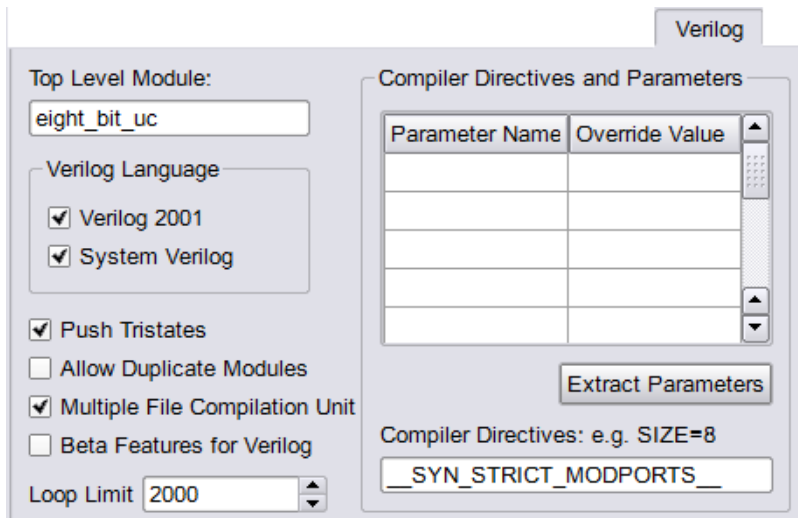 Verilog
Top Level Module:
eight_bit_uc
Verilog Language
Verilog 2001
System Verilog
Push Tristates
Allow Duplicate Modules
Multiple File Compilation Unit
Beta Features for Verilog
Loop Limit 2000
Compiler Directives and Parameters
Parameter Name Override Value
Extract Parameters
Compiler Directives: e.g. SIZE=8
__SYN_STRICT_MODPORTS__